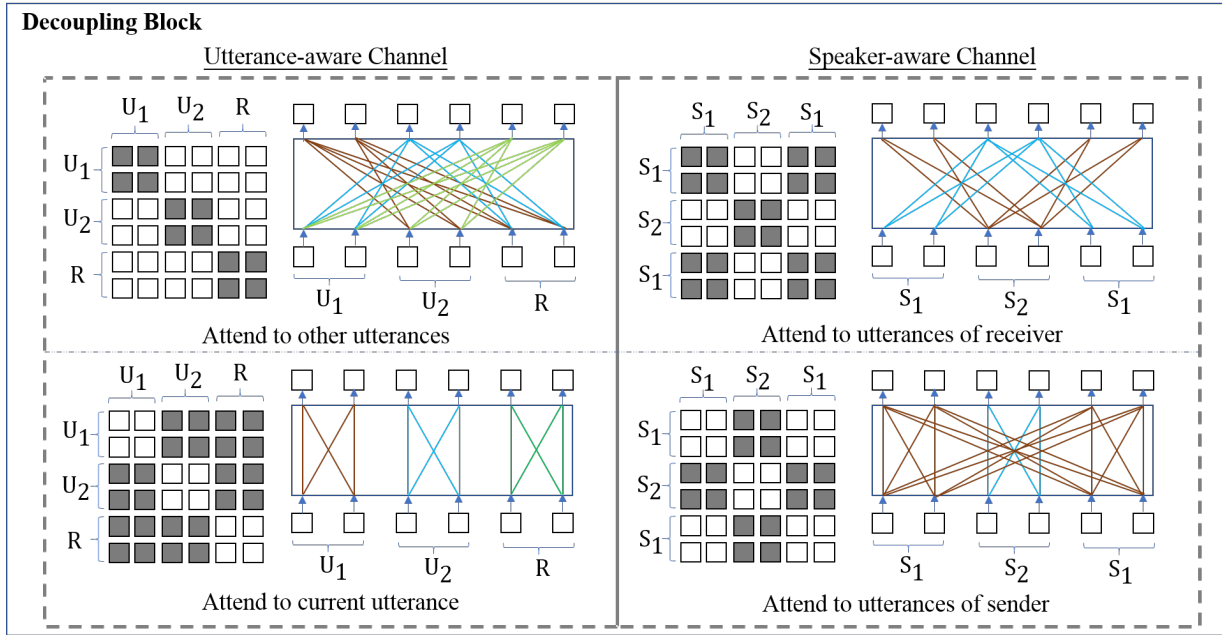 Decoupling Block
Utterance-aware Channel
Speaker-aware Channel
U1 U2 R
U1
U2
R
U1 U2 R
Attend to other utterances
S1 S2 S1
S1
S2
S1
S1 S2 S1
Attend to utterances of receiver
U1 U2 R
U1
U2
R
U1 U2 R
Attend to current utterance
S1 S2 S1
S1
S2
S1
S1 S2 S1
Attend to utterances of sender